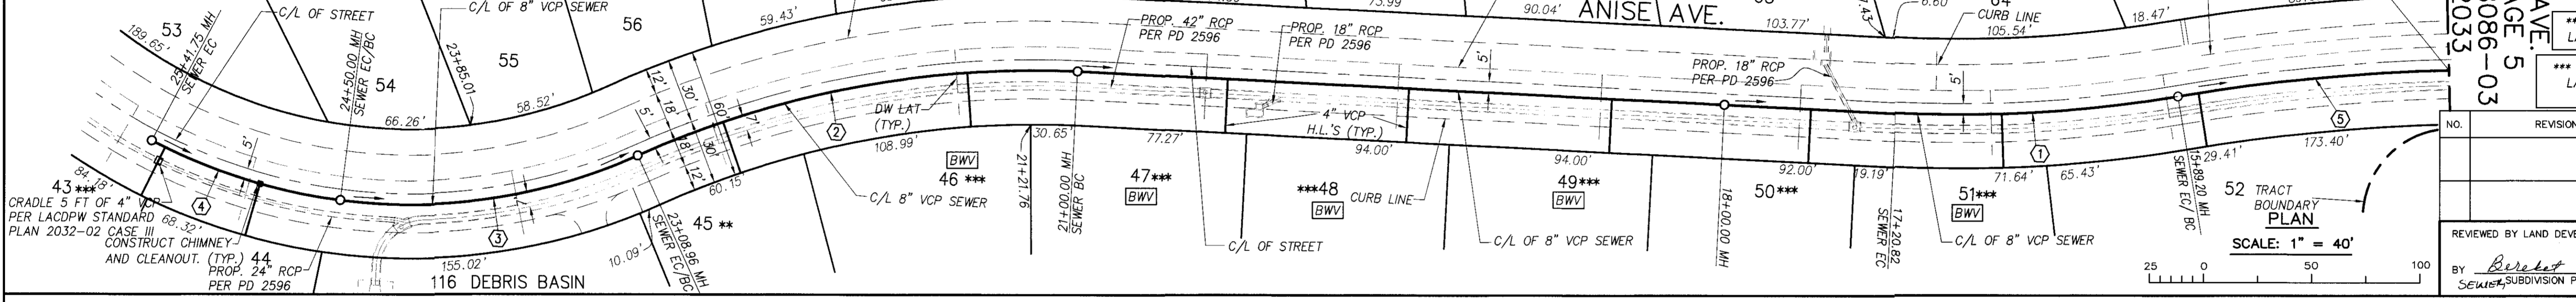 C/L OF STREET
C/L OF 8" VCP SEWER
53
189.65'
25+41.75 MH
SEWER EC
54
24+50.00 MH
SEWER EC/BC
23+85.01
55
56
59.43'
58.52'
66.26'
PROP. 42" RCP
PER PD 2596
PROP. 18" RCP
PER PD 2596
73.99
90.04'
ANISE AVE.
103.77'
6.60
CURB LINE
105.54'
18.47'
PROP. 18" RCP
PER PD 2596
5'
5'
5'
5'
12'
30'
18'
60'
7'
18'
30'
12'
60.15'
2
DW LAT
(TYP.)
108.99'
4" VCP
H.L.'S (TYP.)
84.18'
43 ***
CRADLE 5 FT OF 4" VCP
PER LACDPW STANDARD
PLAN 2032-02 CASE III
4
68.32'
CONSTRUCT CHIMNEY
AND CLEANOUT. (TYP.)
44
PROP. 24" RCP
PER PD 2596
3
7'
155.02'
116 DEBRIS BASIN
10.09'
23+08.96 MH
SEWER EC/BC
45 **
BWV
46 ***
C/L 8" VCP SEWER
30.65'
21+21.76
21+00.00 MH
SEWER BC
77.27'
47***
BWV
C/L OF STREET
94.00'
***48
BWV
CURB LINE
94.00'
49***
BWV
C/L OF 8" VCP SEWER
92.00'
18+00.00 MH
50***
19.19'
17+20.82
SEWER EC
51***
BWV
71.64'
C/L OF 8" VCP SEWER
1
65.43'
15+89.20 MH
SEWER EC/ BC
29.41'
52
TRACT
BOUNDARY
5
173.40'
PLAN
SCALE: 1" = 40'
25 0 50 100
AVE.
AGE 5
086-03
2033
NO.
REVISION
REVIEWED BY LAND DEVE
BY Bereket
SEWER SUBDIVISION P